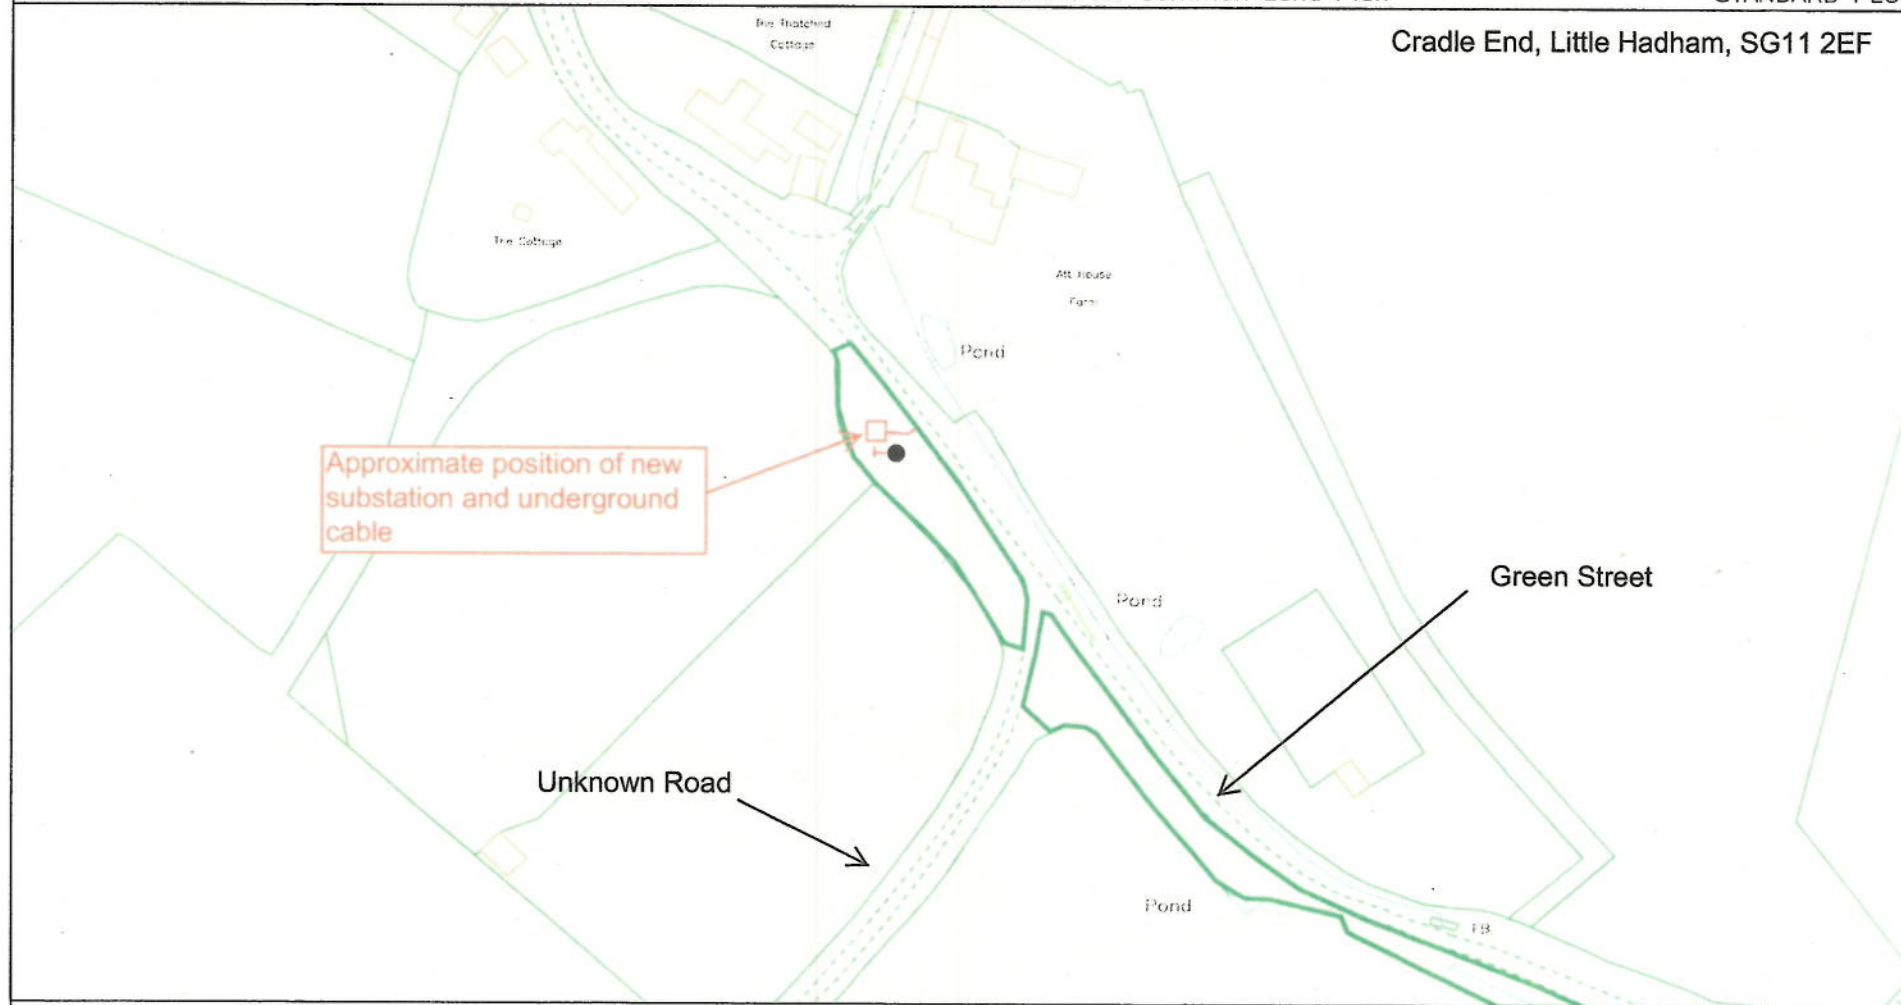 Cradle End, Little Hadham, SG11 2EF
The Thatched
Cottage
The Cottage
Pond
Approximate position of new
substation and underground
cable
Green Street
Pond
Unknown Road
Pond
FB